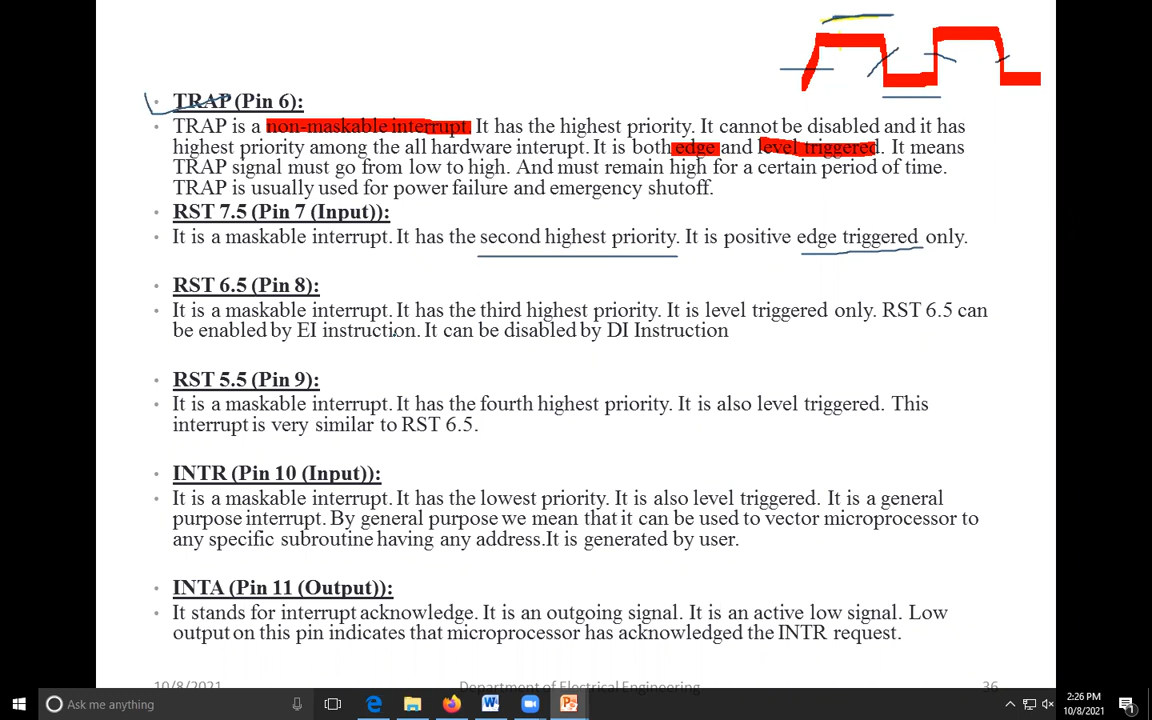 TRAP (Pin 6):
TRAP is a non-maskable interrupt. It has the highest priority. It cannot be disabled and it has
highest priority among the all hardware interupt. It is both edge and level triggered. It means
TRAP signal must go from low to high. And must remain high for a certain period of time.
TRAP is usually used for power failure and emergency shutoff.
RST 7.5 (Pin 7 (Input)):
It is a maskable interrupt. It has the second highest priority. It is positive edge triggered only.
RST 6.5 (Pin 8):
It is a maskable interrupt. It has the third highest priority. It is level triggered only. RST 6.5 can
be enabled by EI instruction. It can be disabled by DI Instruction
RST 5.5 (Pin 9):
It is a maskable interrupt. It has the fourth highest priority. It is also level triggered. This
interrupt is very similar to RST 6.5.
INTR (Pin 10 (Input)):
It is a maskable interrupt. It has the lowest priority. It is also level triggered. It is a general
purpose interrupt. By general purpose we mean that it can be used to vector microprocessor to
any specific subroutine having any address.It is generated by user.
INTA (Pin 11 (Output)):
It stands for interrupt acknowledge. It is an outgoing signal. It is an active low signal. Low
output on this pin indicates that microprocessor has acknowledged the INTR request.
10/8/2021 Department of Electrical Engineering 36
Ask me anything
2:26 PM
10/8/2021
1